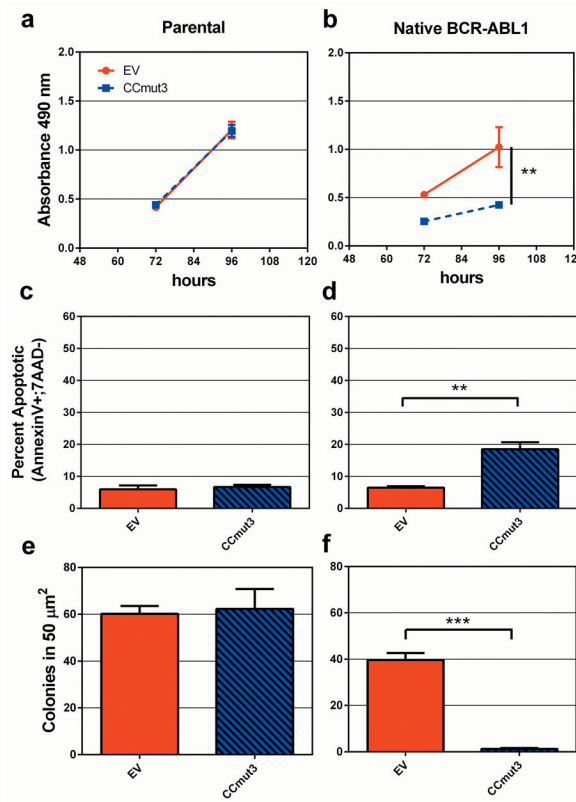 a
Parental
b
Native BCR-ABL1
Absorbance 490 nm
2.0
1.5
1.0
0.5
0.0
EV
CCmut3
48 60 72 84 96 108 120
hours
2.0
1.5
1.0
0.5
0.0
**
48 60 72 84 96 108 120
hours
c
Percent Apoptotic
(AnnexinV+;7AAD-)
60
50
40
30
20
10
0
EV
CCmut3
d
60
50
40
30
20
10
0
**
EV
CCmut3
e
Colonies in 50 μm2
80
60
40
20
0
EV
CCmut3
f
80
60
40
20
0
***
EV
CCmut3